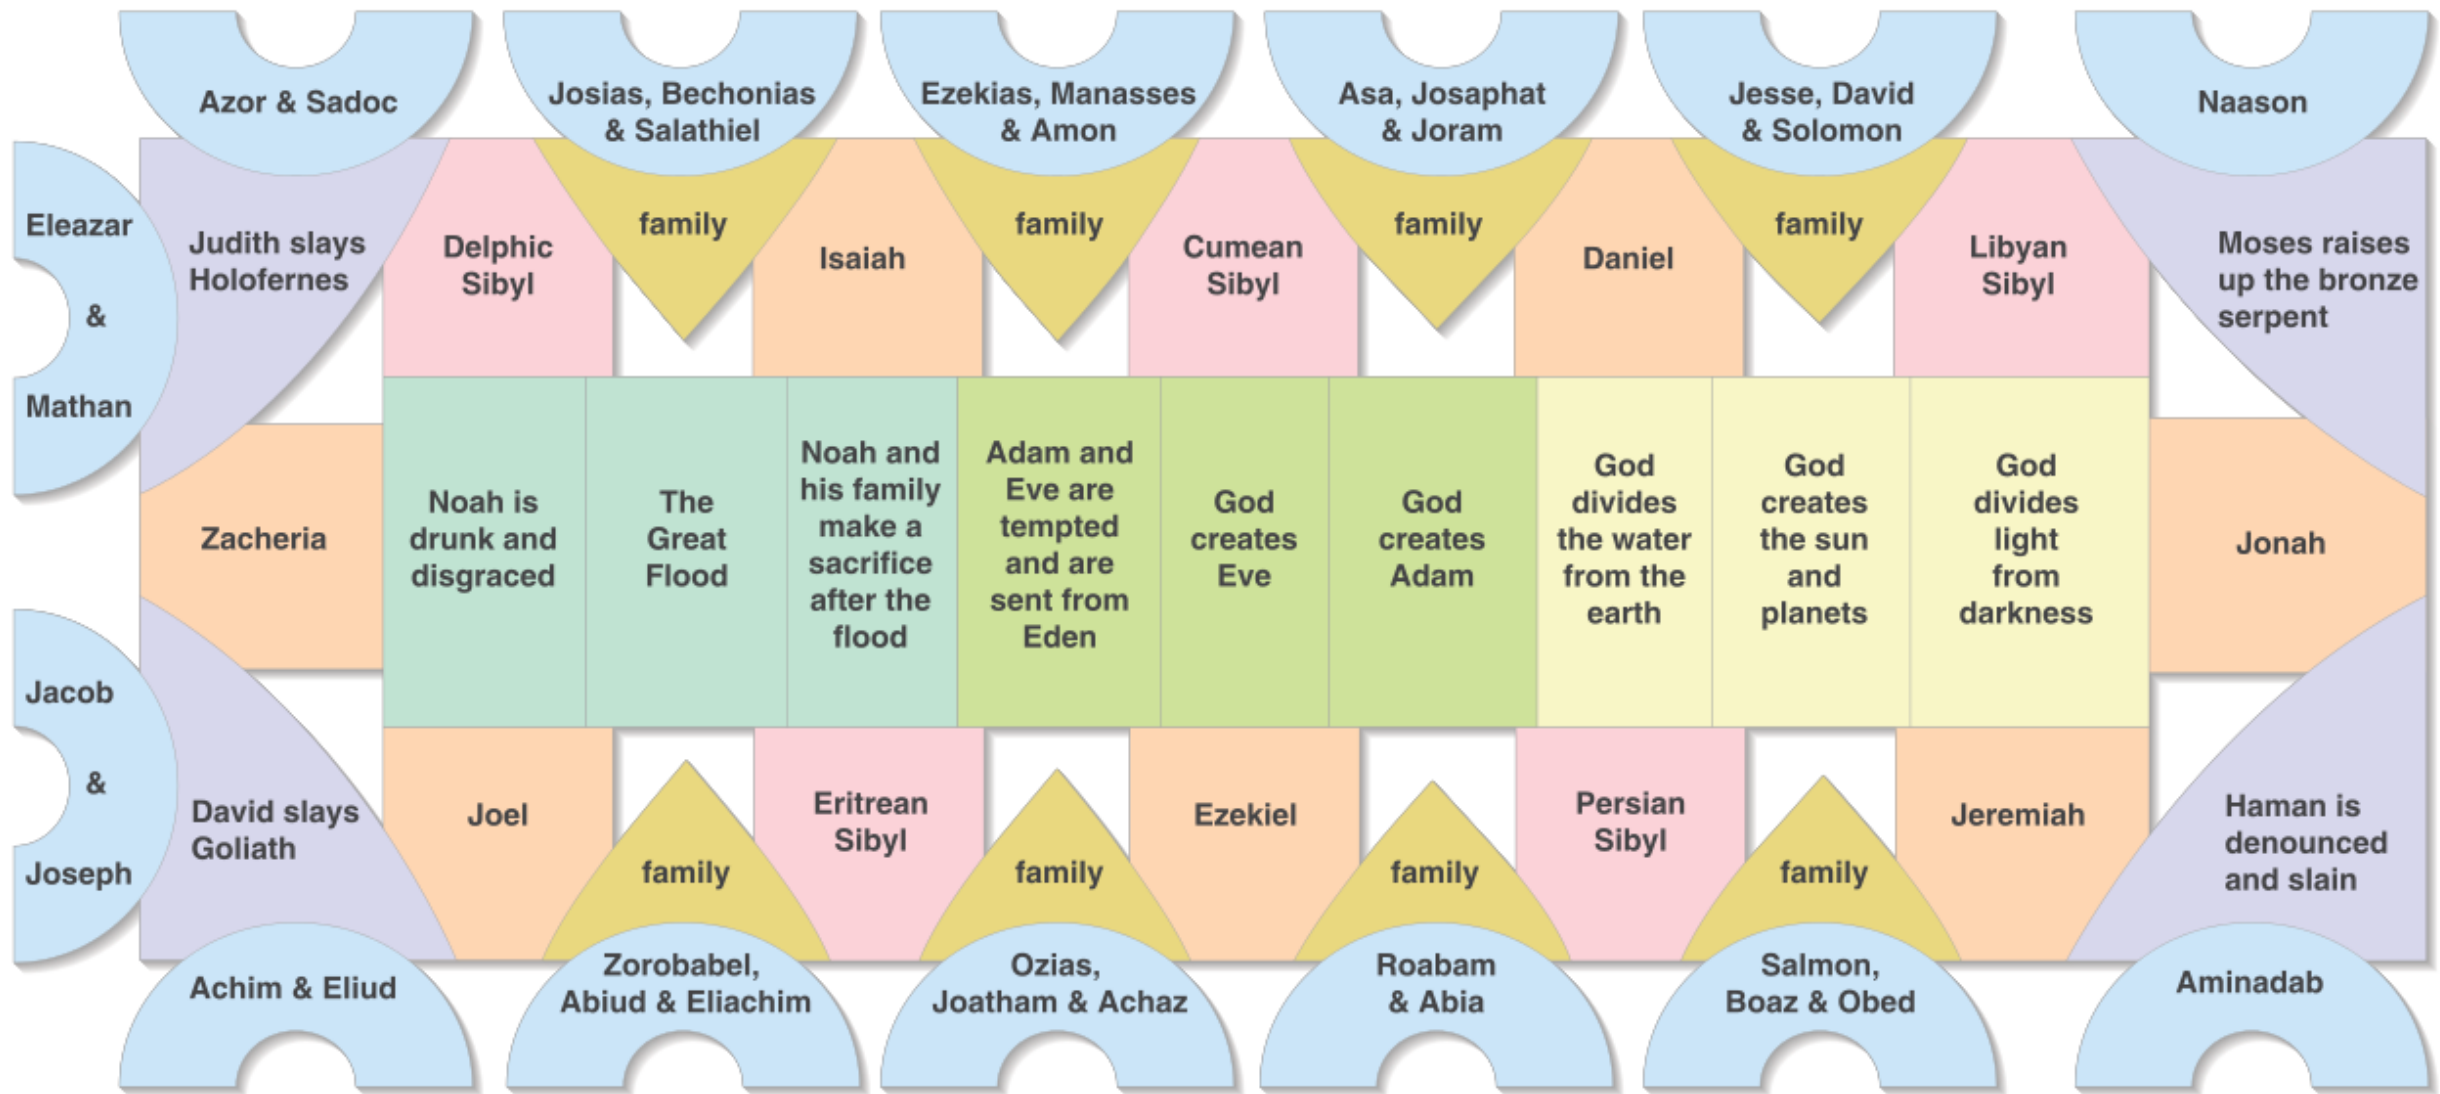 Azor & Sadoc
Josias, Bechonias
& Salathiel
Ezekias, Manasses
& Amon
Asa, Josaphat
& Joram
Jesse, David
& Solomon
Naason
Eleazar
&
Mathan
Judith slays
Holofernes
Delphic
Sibyl
family
Isaiah
family
Cumean
Sibyl
family
Daniel
family
Libyan
Sibyl
Moses raises
up the bronze
serpent
Zacheria
Noah is
drunk and
disgraced
The
Great
Flood
Noah and
his family
make a
sacrifice
after the
flood
Adam and
Eve are
tempted
and are
sent from
Eden
God
creates
Eve
God
creates
Adam
God
divides
the water
from the
earth
God
creates
the sun
and
planets
God
divides
light
from
darkness
Jonah
Jacob
&
Joseph
David slays
Goliath
Joel
family
Eritrean
Sibyl
family
Ezekiel
family
Persian
Sibyl
family
Jeremiah
Haman is
denounced
and slain
Achim & Eliud
Zorobabel,
Abiud & Eliachim
Ozias,
Joatham & Achaz
Roabam
& Abia
Salmon,
Boaz & Obed
Aminadab